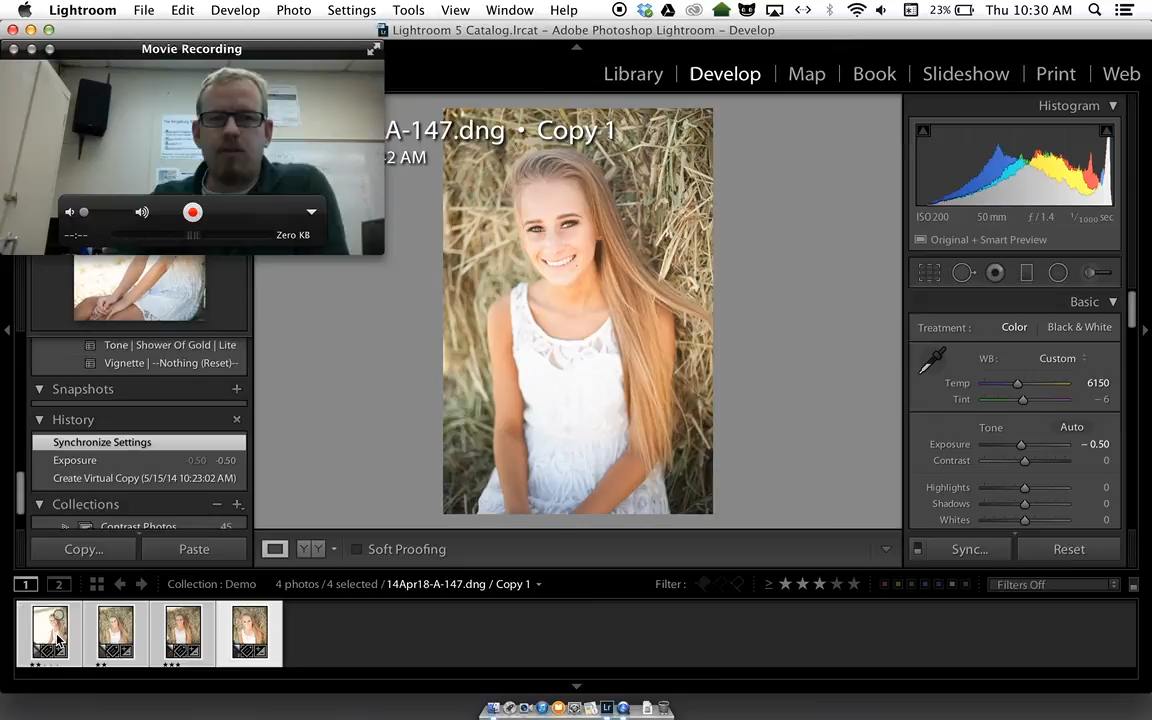 Lightroom File Edit Develop Photo Settings Tools View Window Help 23% Thu 10:30 AM
Lightroom 5 Catalog.lrcat – Adobe Photoshop Lightroom – Develop
Movie Recording
Library | Develop | Map | Book | Slideshow | Print | Web
Histogram
A-147.dng • Copy 1
2 AM
--:-- Zero KB
ISO 200 50 mm ƒ / 1.4 1/1000 sec
Original + Smart Preview
Basic
Treatment : Color Black & White
WB : Custom
Temp 6150
Tint – 6
Tone Auto
Exposure – 0.50
Contrast 0
Highlights 0
Shadows 0
Whites 0
Tone | Shower Of Gold | Lite
Vignette | --Nothing (Reset)--
Snapshots
History
Synchronize Settings
Exposure -0.50 -0.50
Create Virtual Copy (5/15/14 10:23:02 AM)
Collections
Contrast Photos 45
Copy... Paste
Y Y Soft Proofing
Sync... Reset
1 2 Collection : Demo 4 photos / 4 selected / 14Apr18-A-147.dng / Copy 1 Filter : ≥ ★★★★★ Filters Off
Lr